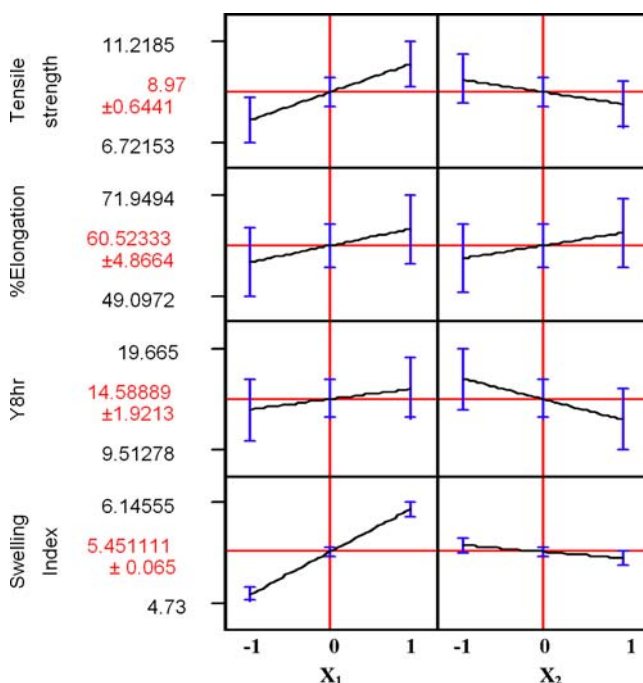 Tensile
strength
11.2185
8.97
±0.6441
6.72153
%Elongation
71.9494
60.52333
±4.8664
49.0972
Y8hr
19.665
14.58889
±1.9213
9.51278
Swelling
Index
6.14555
5.451111
± 0.065
4.73
-1 0 1 -1 0 1
X₁ X₂